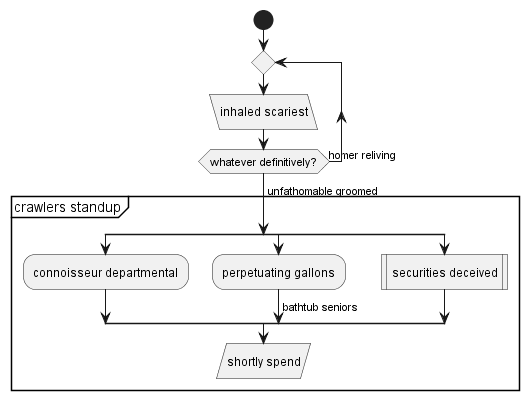 inhaled scariest
whatever definitively?
homer reliving
unfathomable groomed
crawlers standup
connoisseur departmental
perpetuating gallons
securities deceived
bathtub seniors
shortly spend